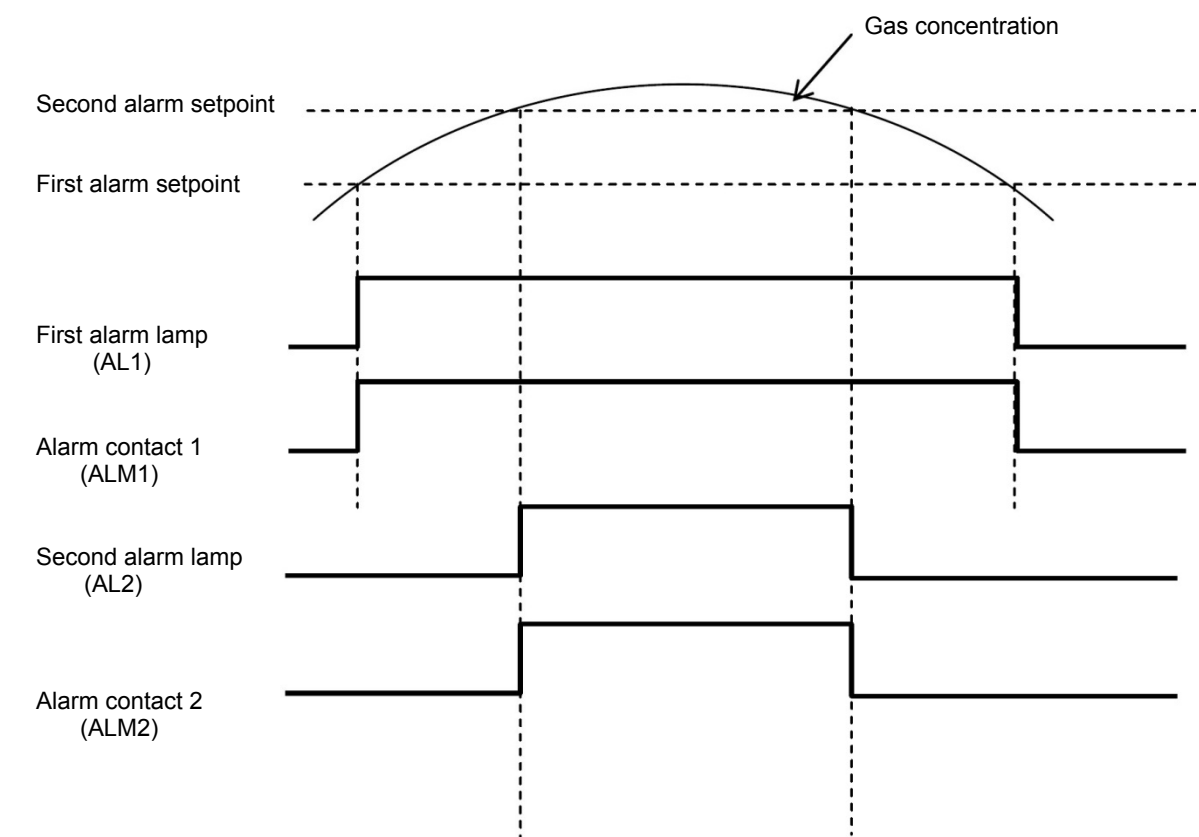 Gas concentration
Second alarm setpoint
First alarm setpoint
First alarm lamp
(AL1)
Alarm contact 1
(ALM1)
Second alarm lamp
(AL2)
Alarm contact 2
(ALM2)